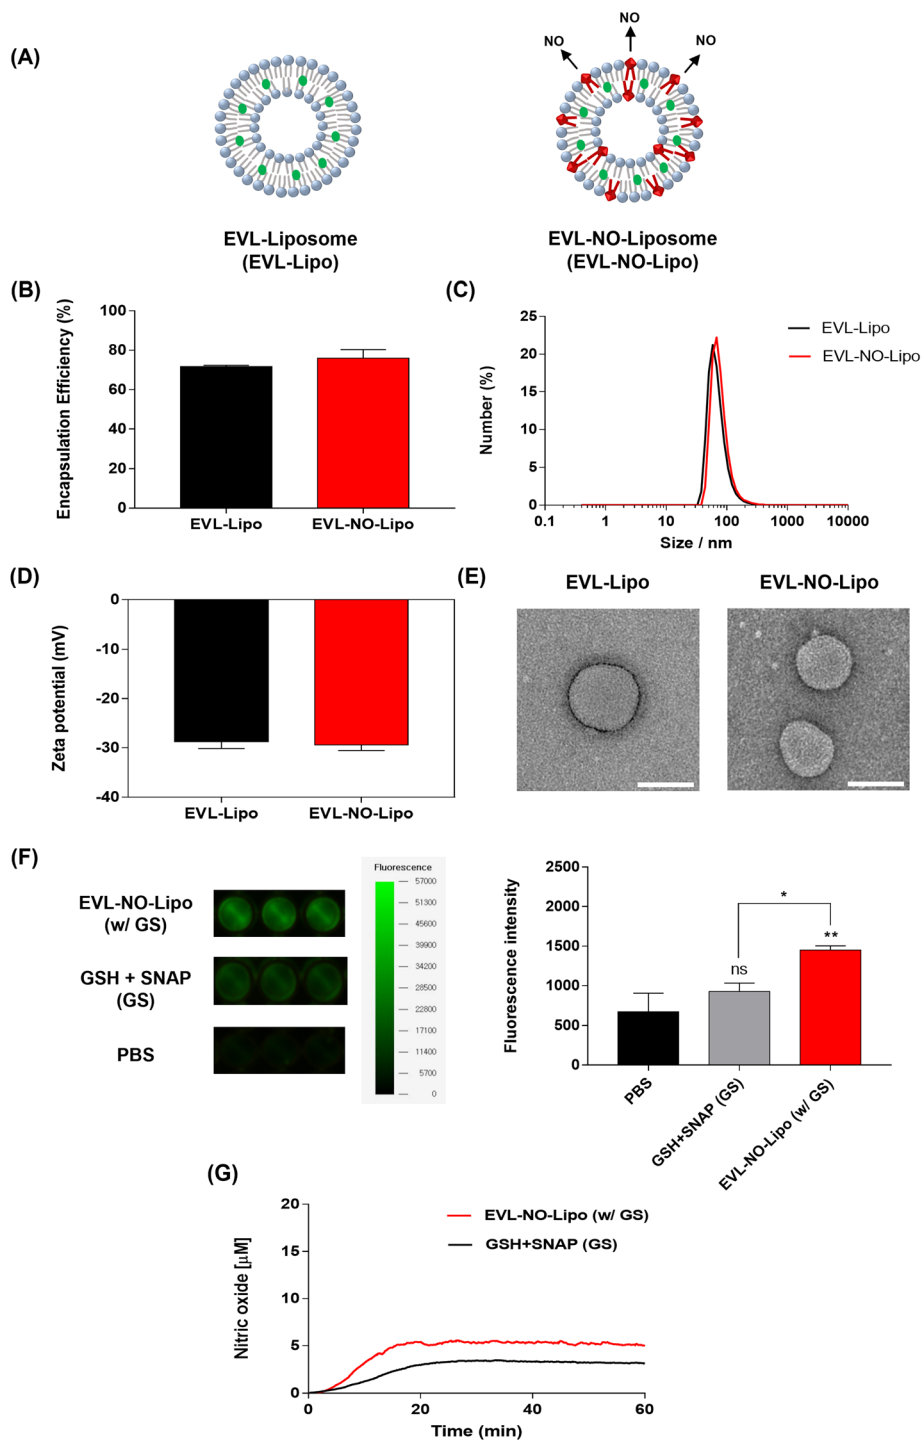 (A)
NO
NO
NO
EVL-Liposome
(EVL-Lipo)
EVL-NO-Liposome
(EVL-NO-Lipo)
(B)
Encapsulation Efficiency (%)
100
80
60
40
20
0
EVL-Lipo
EVL-NO-Lipo
(C)
Number (%)
25
20
15
10
5
0
0.1
1
10
100
1000
10000
Size / nm
EVL-Lipo
EVL-NO-Lipo
(D)
Zeta potential (mV)
0
-10
-20
-30
-40
EVL-Lipo
EVL-NO-Lipo
(E)
EVL-Lipo
EVL-NO-Lipo
(F)
EVL-NO-Lipo
(w/ GS)
GSH + SNAP
(GS)
PBS
Fluorescence
57000
51300
45600
39900
34200
28500
22800
17100
11400
5700
0
Fluorescence intensity
2500
2000
1500
1000
500
0
*
**
ns
PBS
GSH+SNAP (GS)
EVL-NO-Lipo (w/ GS)
(G)
Nitric oxide [µM]
20
15
10
5
0
0
20
40
60
Time (min)
EVL-NO-Lipo (w/ GS)
GSH+SNAP (GS)